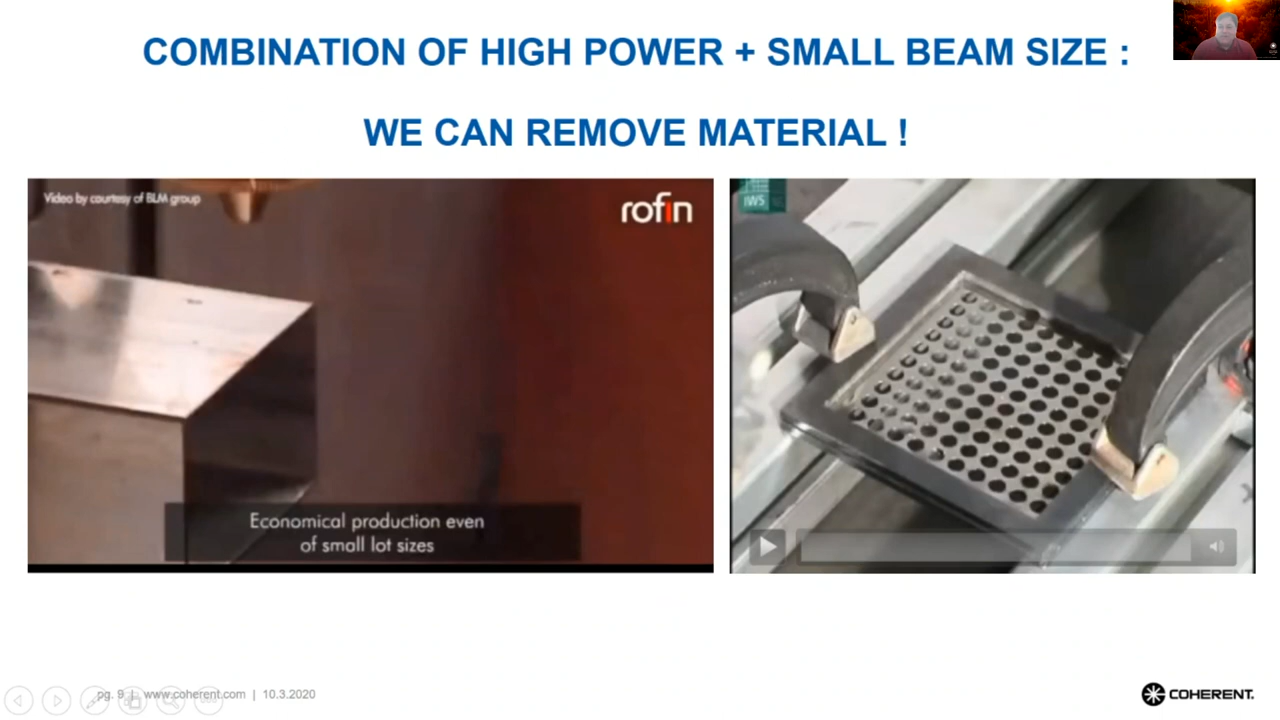 COMBINATION OF HIGH POWER + SMALL BEAM SIZE :
WE CAN REMOVE MATERIAL !
Video by courtesy of BLM group
rofin
iWS
Economical production even
of small lot sizes
pg. 9 | www.coherent.com | 10.3.2020
COHERENT.